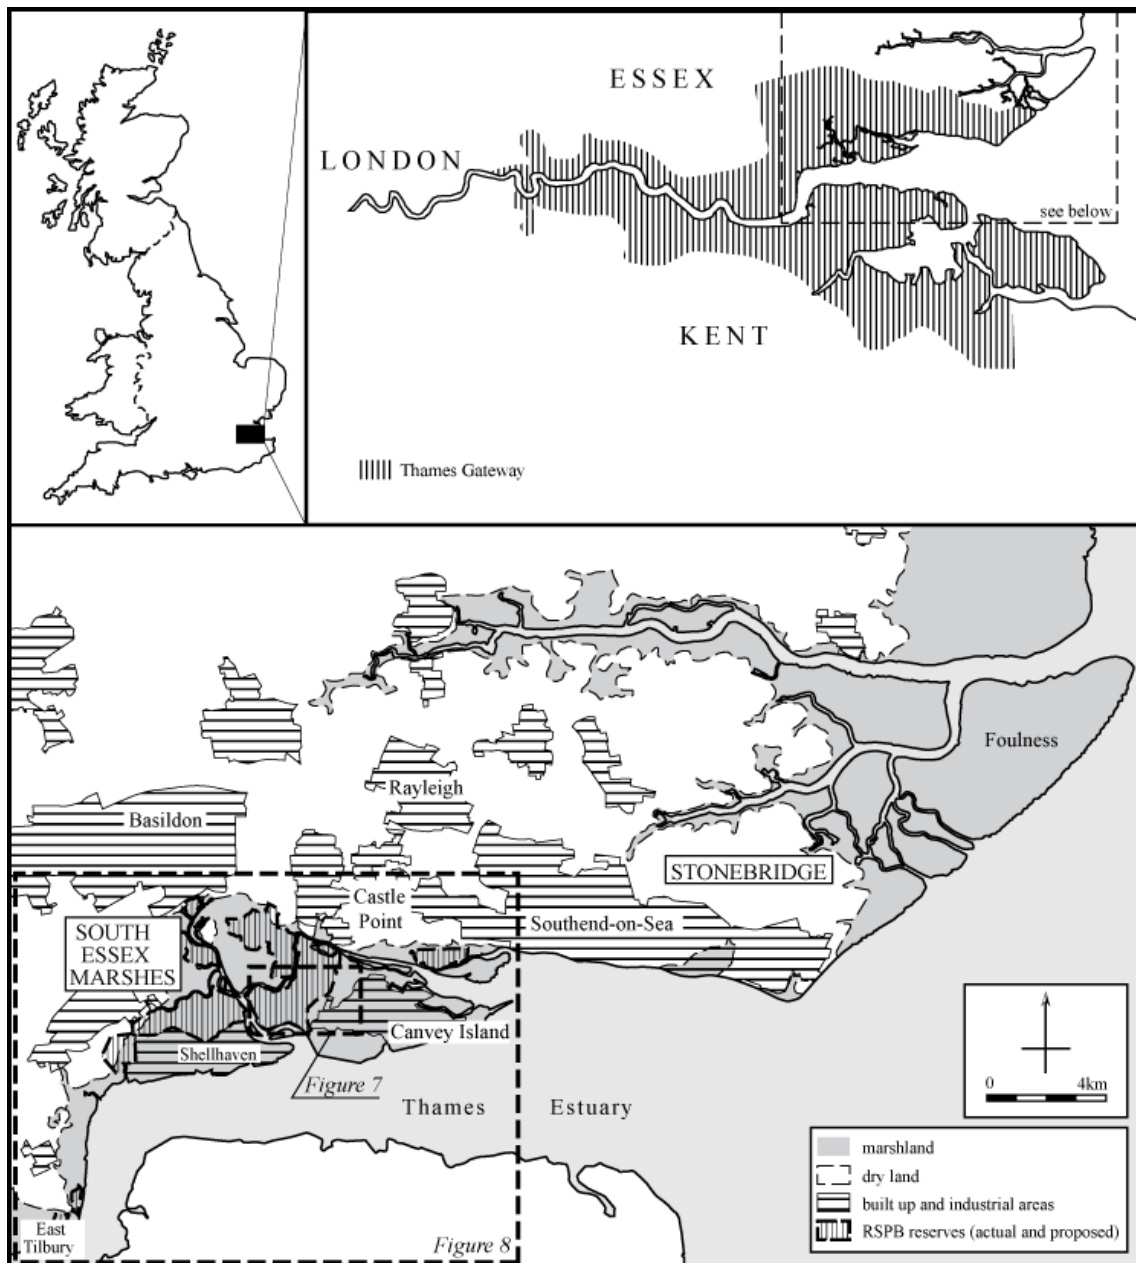 ESSEX
LONDON
see below
KENT
Thames Gateway
Foulness
Rayleigh
Basildon
STONEBRIDGE
Castle
Point
Southend-on-Sea
SOUTH
ESSEX
MARSHES
Canvey Island
Shellhaven
Figure 7
Thames Estuary
0 4km
marshland
dry land
built up and industrial areas
RSPB reserves (actual and proposed)
East
Tilbury
Figure 8